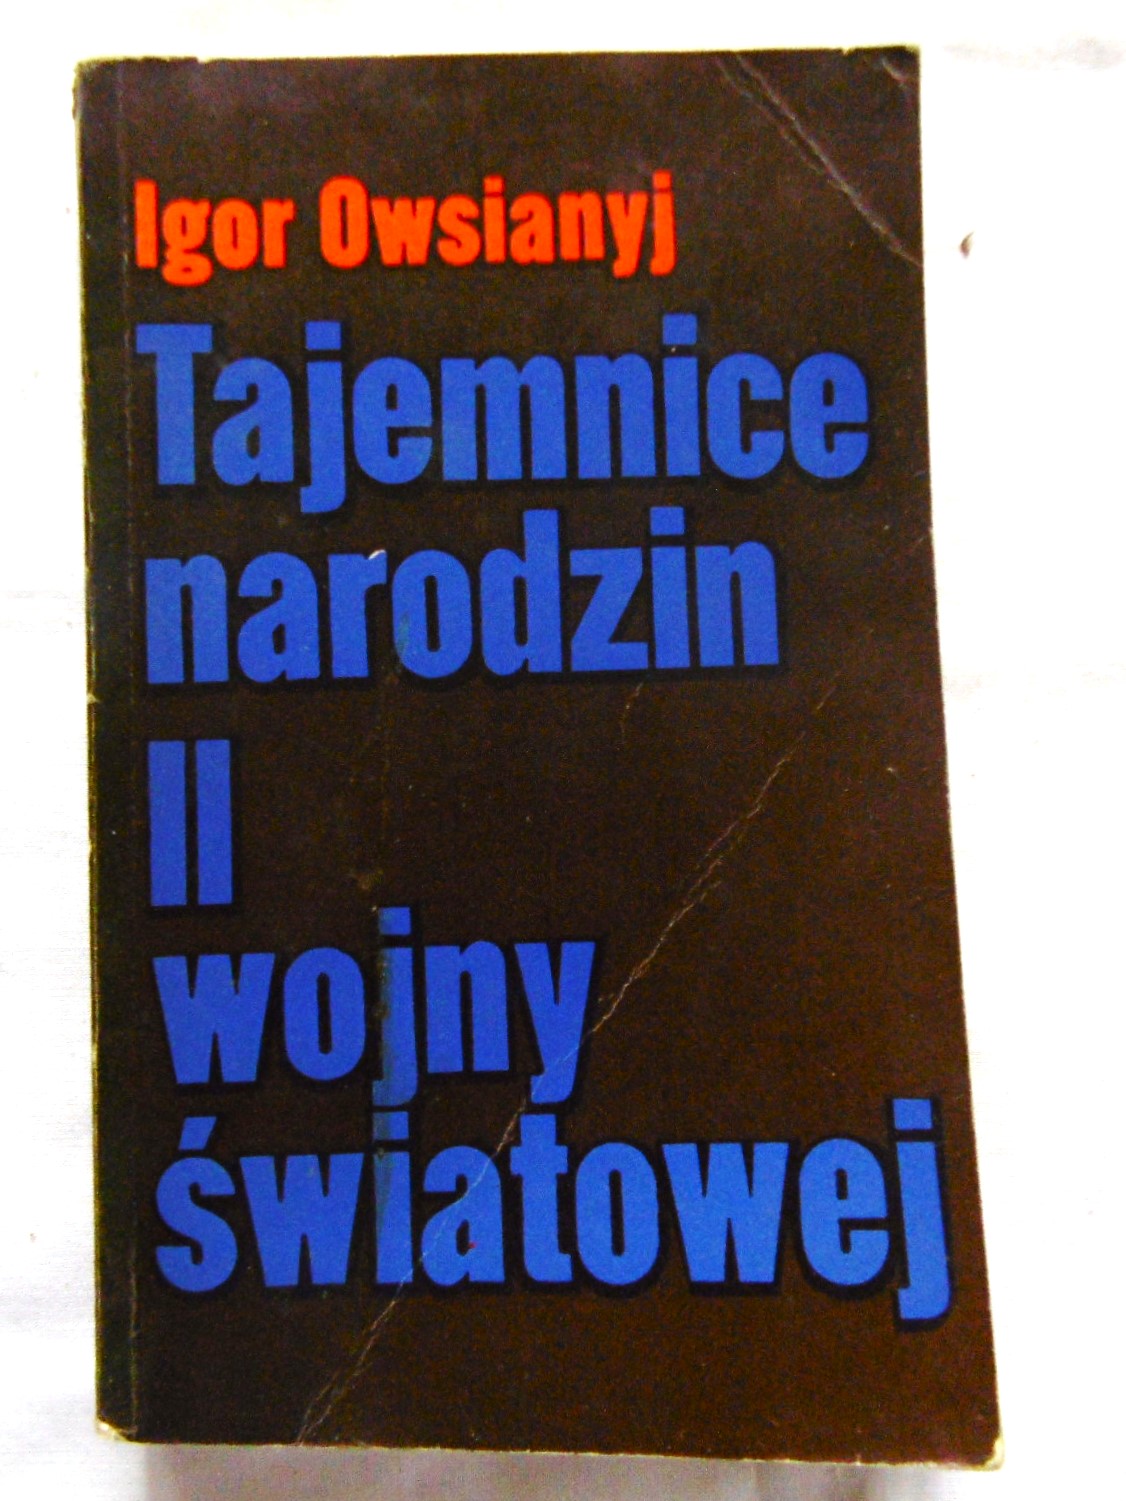 Igor Owsianyj
Tajemnice
narodzin
II
wojny
światowej